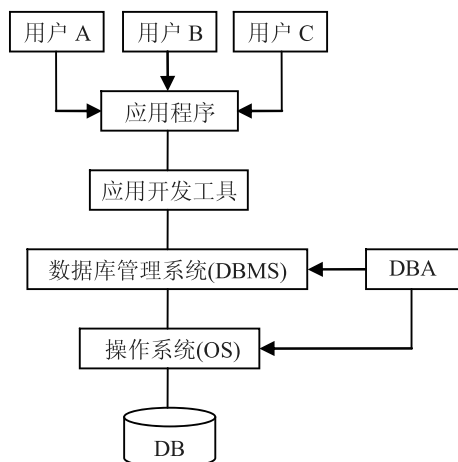 用户 A
用户 B
用户 C
应用程序
应用开发工具
数据库管理系统(DBMS)
DBA
操作系统(OS)
DB